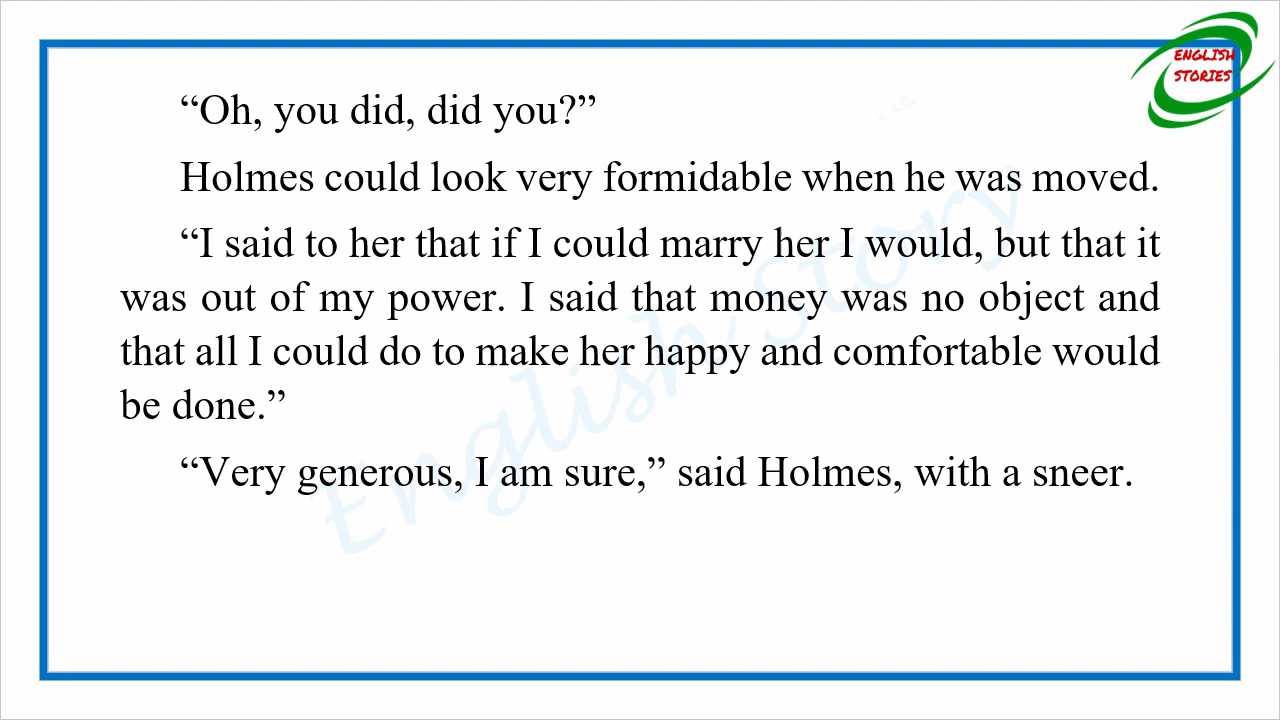 ENGLISH
STORIES
“Oh, you did, did you?”
Holmes could look very formidable when he was moved.
“I said to her that if I could marry her I would, but that it
was out of my power. I said that money was no object and
that all I could do to make her happy and comfortable would
be done.”
“Very generous, I am sure,” said Holmes, with a sneer.
English Story